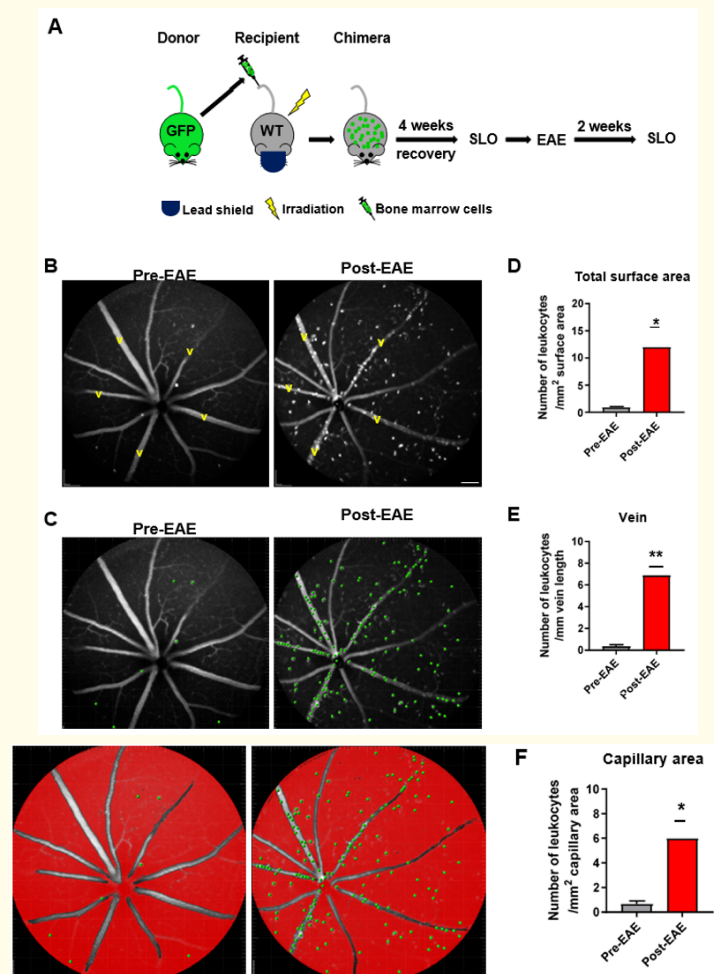 A
Donor Recipient Chimera
GFP WT
4 weeks
recovery
SLO
EAE
2 weeks
SLO
Lead shield Irradiation Bone marrow cells
B
Pre-EAE Post-EAE
V V V V V
V V V V V
D
Total surface area
Number of leukocytes
/mm² surface area
20
15
10
5
0
*
Pre-EAE Post-EAE
C
Pre-EAE Post-EAE
E
Vein
Number of leukocytes
/mm vein length
10
8
6
4
2
0
**
Pre-EAE Post-EAE
F
Capillary area
Number of leukocytes
/mm² capillary area
10
8
6
4
2
0
*
Pre-EAE Post-EAE